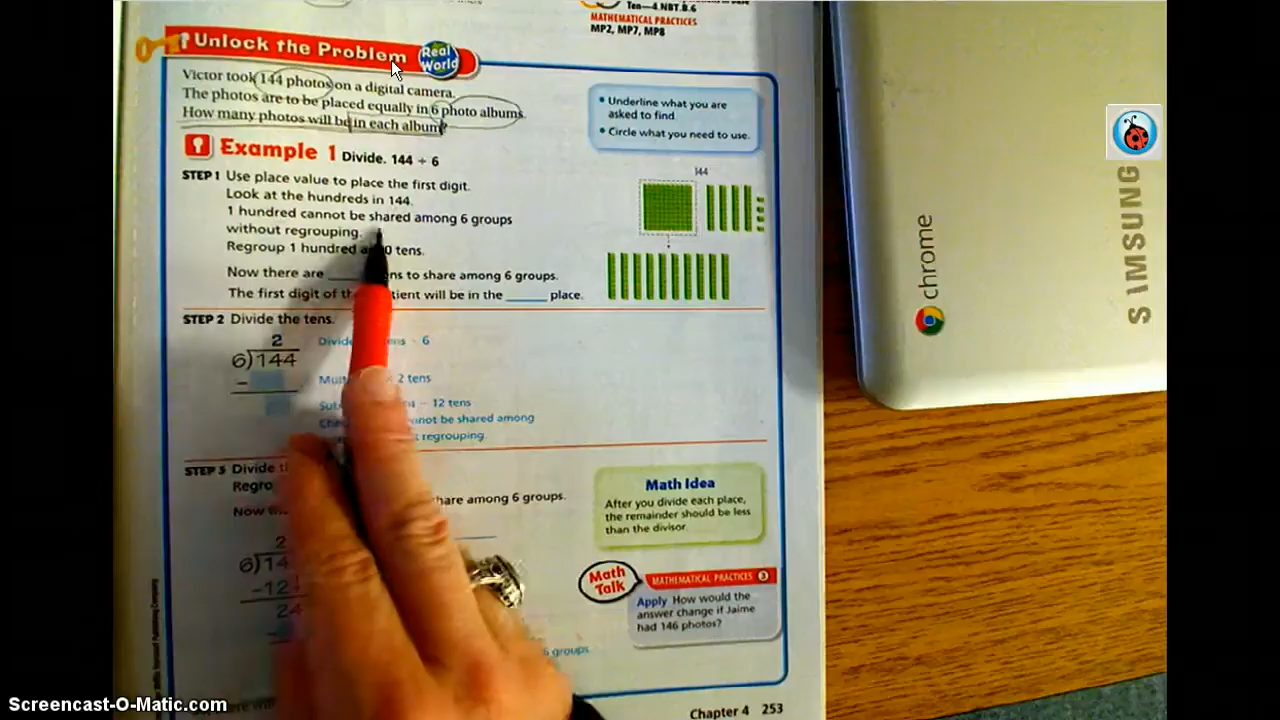 Ten—4.NBT.B.6
MATHEMATICAL PRACTICES
MP2, MP7, MP8
Unlock the Problem
Real World
Victor took 144 photos on a digital camera.
The photos are to be placed equally in 6 photo albums.
How many photos will be in each album?
• Underline what you are
asked to find.
• Circle what you need to use.
Example 1 Divide. 144 ÷ 6
STEP 1 Use place value to place the first digit.
Look at the hundreds in 144.
1 hundred cannot be shared among 6 groups
without regrouping.
Regroup 1 hundred tens.
Now there are ____ to share among 6 groups.
The first digit of will be in the ____ place.
144
STEP 2 Divide the tens.
2
6)144
−
6
2 tens
− 12 tens
be shared among
regrouping.
STEP 3 Divide
share among 6 groups.
2
6)14
−12
24
groups.
Math Idea
After you divide each place,
the remainder should be less
than the divisor.
Math Talk
MATHEMATICAL PRACTICES 3
Apply How would the
answer change if Jaime
had 146 photos?
Chapter 4 253
chrome
SAMSUNG
Screencast-O-Matic.com